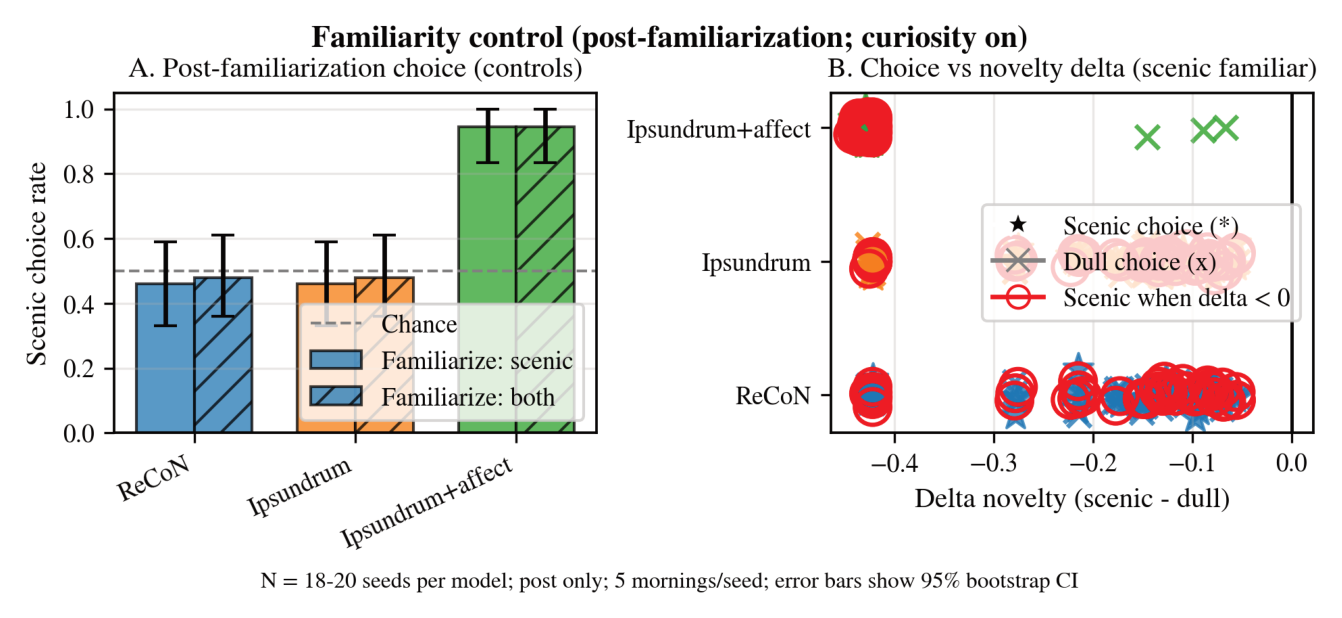 Familiarity control (post-familiarization; curiosity on)
A. Post-familiarization choice (controls)
Scenic choice rate
1.0
0.8
0.6
0.4
0.2
0.0
Chance
Familiarize: scenic
Familiarize: both
ReCoN
Ipsundrum
Ipsundrum+affect
B. Choice vs novelty delta (scenic familiar)
Ipsundrum+affect
Ipsundrum
ReCoN
Scenic choice (*)
Dull choice (x)
Scenic when delta < 0
−0.4 −0.3 −0.2 −0.1 0.0
Delta novelty (scenic - dull)
N = 18-20 seeds per model; post only; 5 mornings/seed; error bars show 95% bootstrap CI